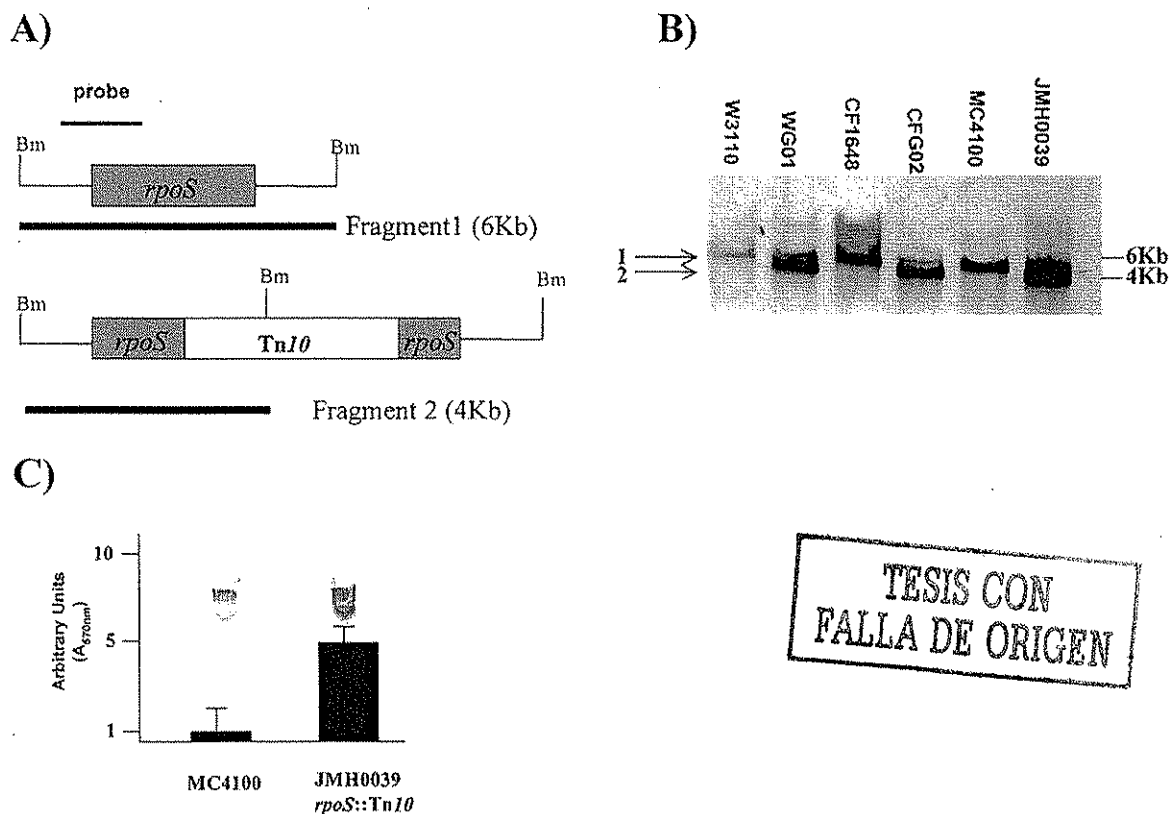 A)
probe
Bm
Bm
rpoS
Fragment1 (6Kb)
Bm
Bm
Bm
rpoS
Tn10
rpoS
Fragment 2 (4Kb)
B)
W3110
WG01
CF1648
CFG02
MC4100
JMH0039
1
2
6Kb
4Kb
C)
10
5
1
Arbitrary Units
(A670nm)
MC4100
JMH0039
rpoS::Tn10
TESIS CON
FALLA DE ORIGEN